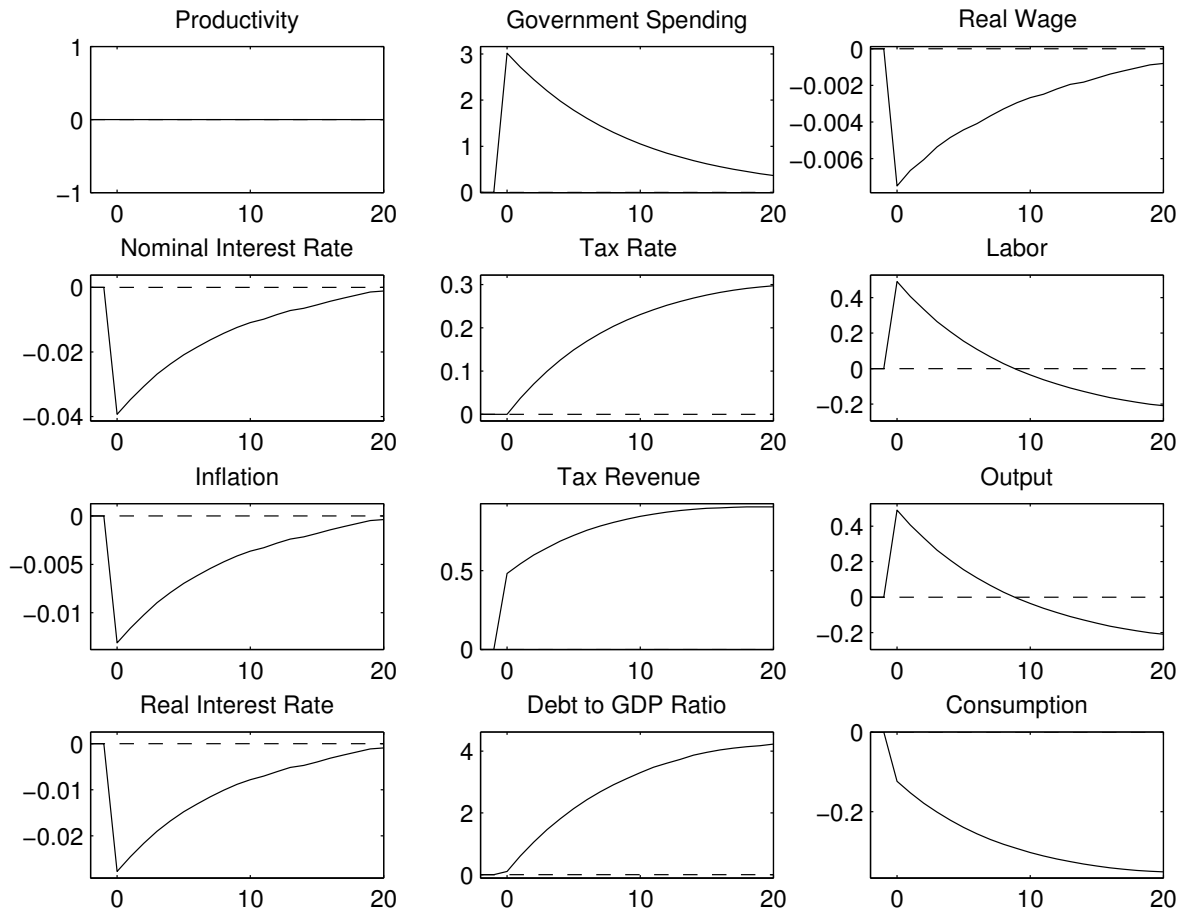 Productivity Government Spending Real Wage
1 3 0
2 −0.002
0 −0.004
1 −0.006
−1 0
0 10 20 0 10 20 0 10 20
Nominal Interest Rate Tax Rate Labor
0 0.3 0.4
0.2 0.2
−0.02 0.1 0
−0.04 0 −0.2
0 10 20 0 10 20 0 10 20
Inflation Tax Revenue Output
0 0.4
−0.005 0.5 0.2
0
−0.01 −0.2
0
0 10 20 0 10 20 0 10 20
Real Interest Rate Debt to GDP Ratio Consumption
0 4 0
−0.01 2
−0.02 −0.2
0
0 10 20 0 10 20 0 10 20